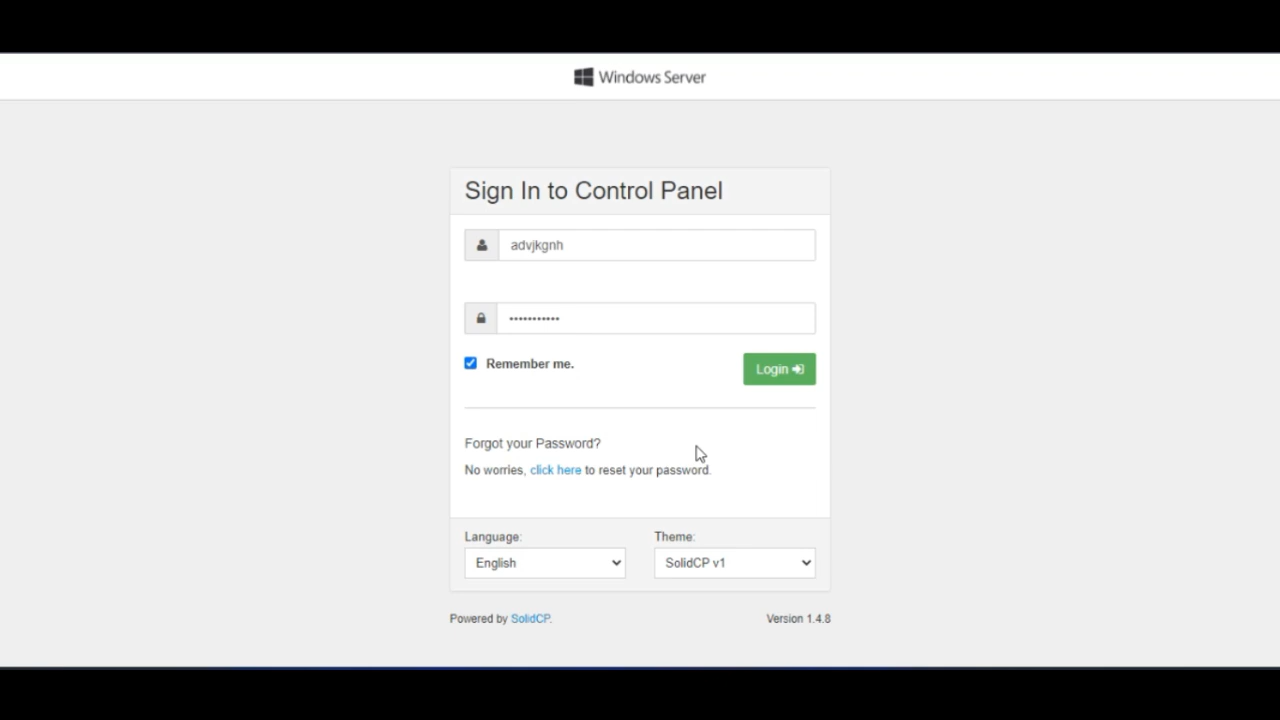 Windows Server
Sign In to Control Panel
advjkgnh
•••••••••••
Remember me.
Login
Forgot your Password?
No worries, click here to reset your password.
Language: Theme:
English SolidCP v1
Powered by SolidCP. Version 1.4.8